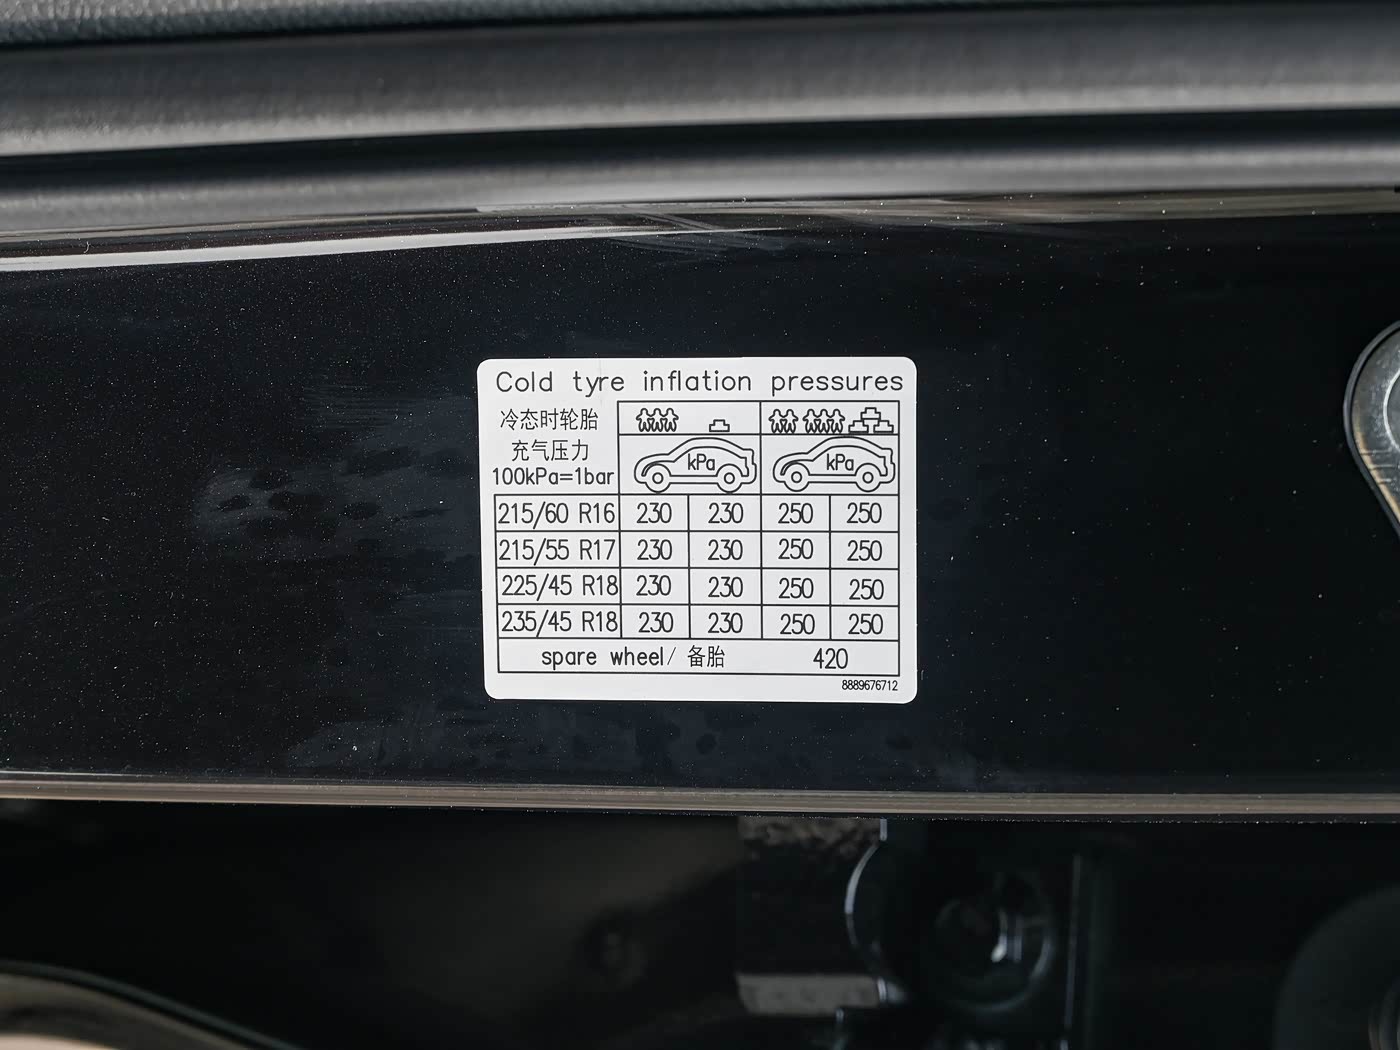 Cold tyre inflation pressures
冷态时轮胎
充气压力
100kPa=1bar
kPa kPa
215/60 R16 230 230 250 250
215/55 R17 230 230 250 250
225/45 R18 230 230 250 250
235/45 R18 230 230 250 250
spare wheel/ 备胎 420
8889676712